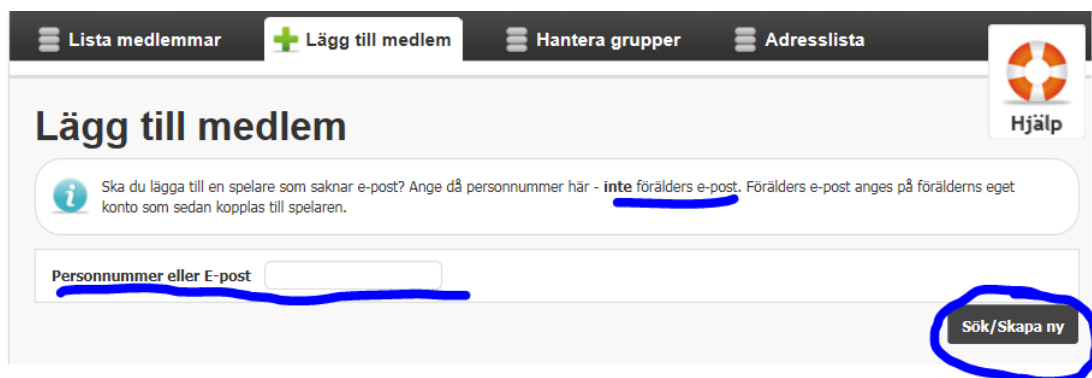 Lista medlemmar Lägg till medlem Hantera grupper Adresslista
Hjälp
Lägg till medlem
Ska du lägga till en spelare som saknar e-post? Ange då personnummer här - inte förälders e-post. Förälders e-post anges på förälderns eget
konto som sedan kopplas till spelaren.
Personnummer eller E-post
Sök/Skapa ny